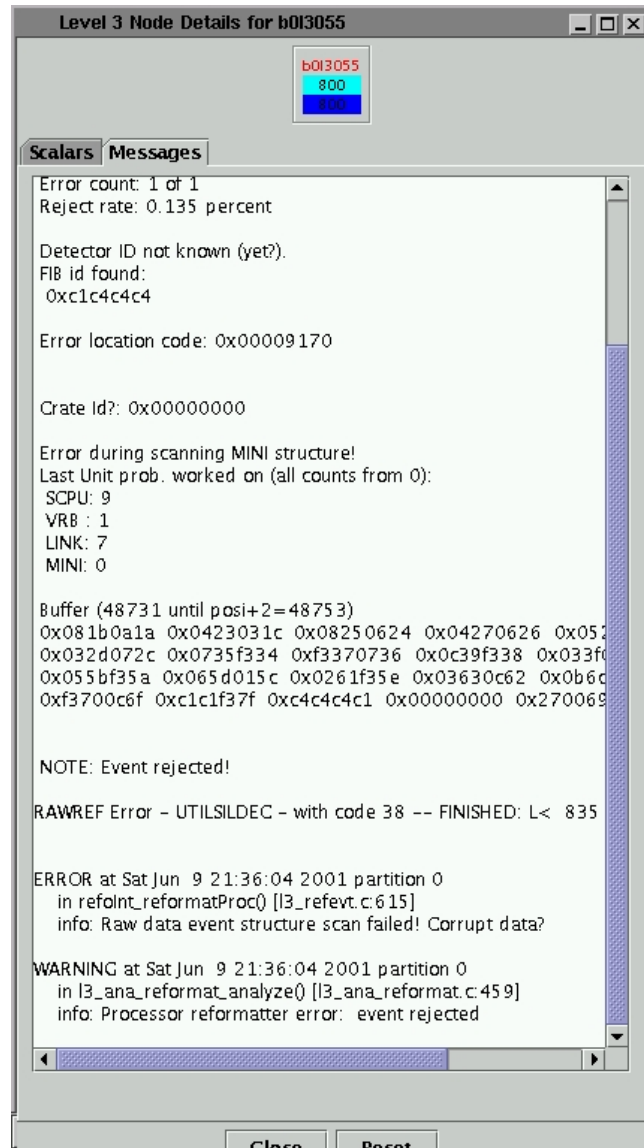 Level 3 Node Details for b0l3055
b0l3055
800
800
Scalars Messages
Error count: 1 of 1
Reject rate: 0.135 percent
Detector ID not known (yet?).
FIB id found:
0xc1c4c4c4
Error location code: 0x00009170
Crate Id?: 0x00000000
Error during scanning MINI structure!
Last Unit prob. worked on (all counts from 0):
SCPU: 9
VRB : 1
LINK: 7
MINI: 0
Buffer (48731 until posi+2=48753)
0x081b0a1a 0x0423031c 0x08250624 0x04270626 0x052
0x032d072c 0x0735f334 0xf3370736 0x0c39f338 0x033f0
0x055bf35a 0x065d015c 0x0261f35e 0x03630c62 0x0b6c
0xf3700c6f 0xc1c1f37f 0xc4c4c4c1 0x00000000 0x270069
NOTE: Event rejected!
RAWREF Error - UTILSILDEC - with code 38 -- FINISHED: L< 835
ERROR at Sat Jun 9 21:36:04 2001 partition 0
in refoInt_reformatProc() [l3_refevt.c:615]
info: Raw data event structure scan failed! Corrupt data?
WARNING at Sat Jun 9 21:36:04 2001 partition 0
in l3_ana_reformat_analyze() [l3_ana_reformat.c:459]
info: Processor reformatter error: event rejected
Close Reset